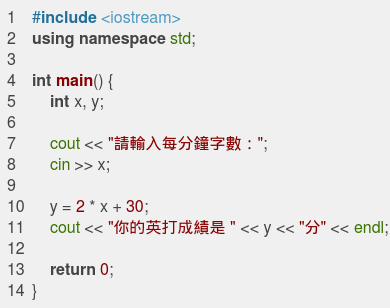 1 #include <iostream>
2 using namespace std;
3
4 int main() {
5 int x, y;
6
7 cout << "請輸入每分鐘字數：";
8 cin >> x;
9
10 y = 2 * x + 30;
11 cout << "你的英打成績是 " << y << "分" << endl;
12
13 return 0;
14 }